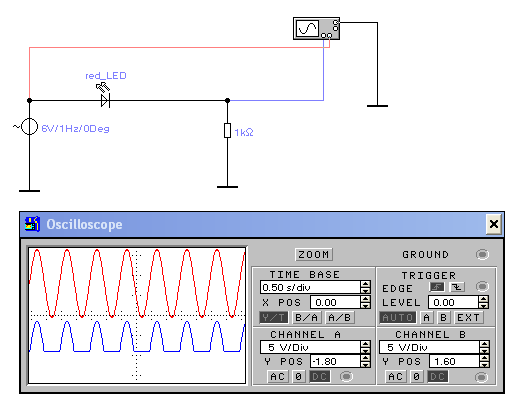 red_LED
6V/1Hz/0Deg
1kΩ
Oscilloscope
ZOOM
GROUND
TIME BASE
0.50 s/div
X POS 0.00
Y/T B/A A/B
TRIGGER
EDGE
LEVEL 0.00
AUTO A B EXT
CHANNEL A
5 V/Div
Y POS -1.80
AC 0 DC
CHANNEL B
5 V/Div
Y POS 1.60
AC 0 DC